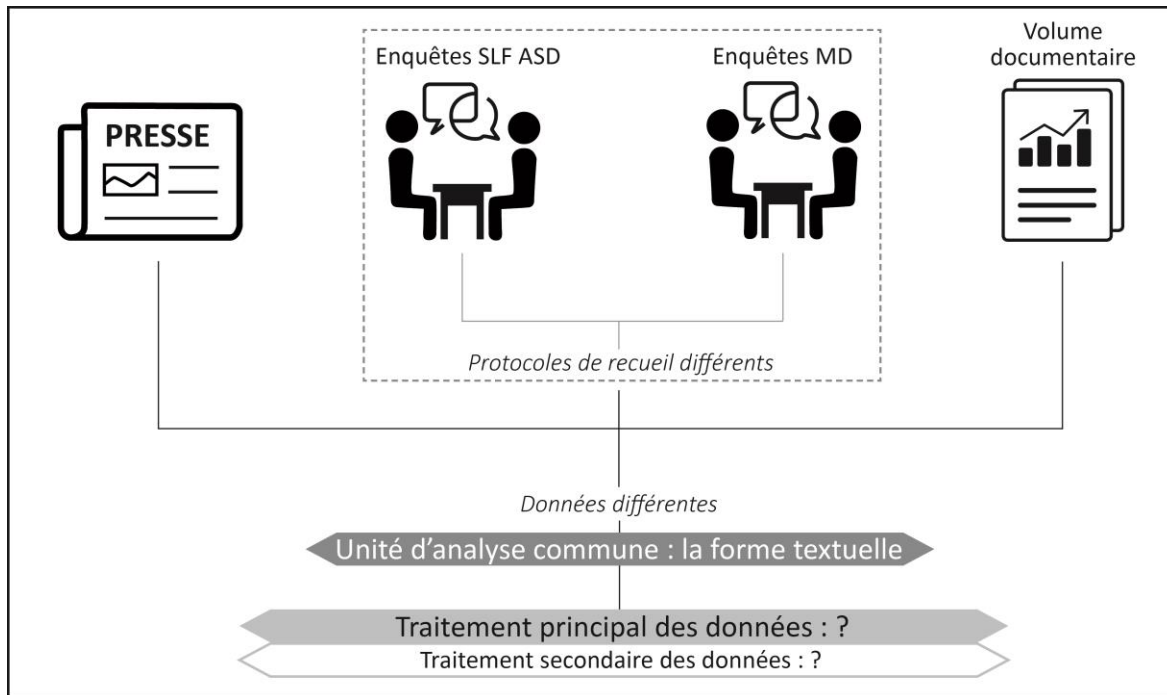 PRESSE
Enquêtes SLF ASD
Enquêtes MD
Volume
documentaire
Protocoles de recueil différents
Données différentes
Unité d’analyse commune : la forme textuelle
Traitement principal des données : ?
Traitement secondaire des données : ?